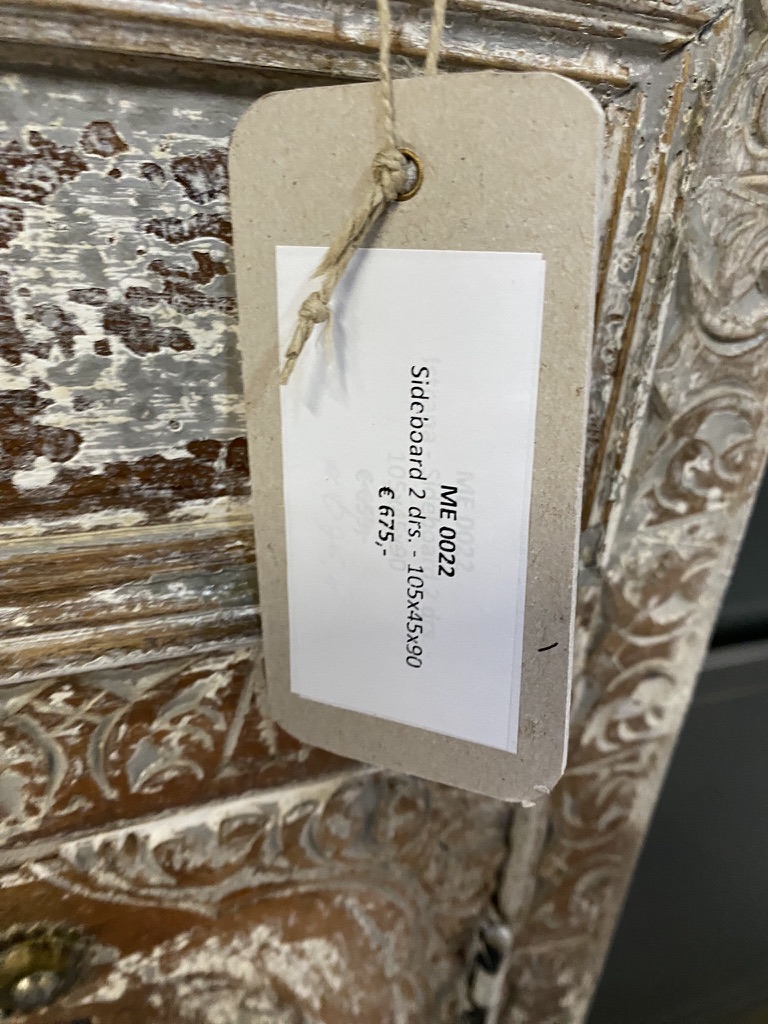 ME 0022
Sideboard 2 drs. - 105x45x90
€ 675,-